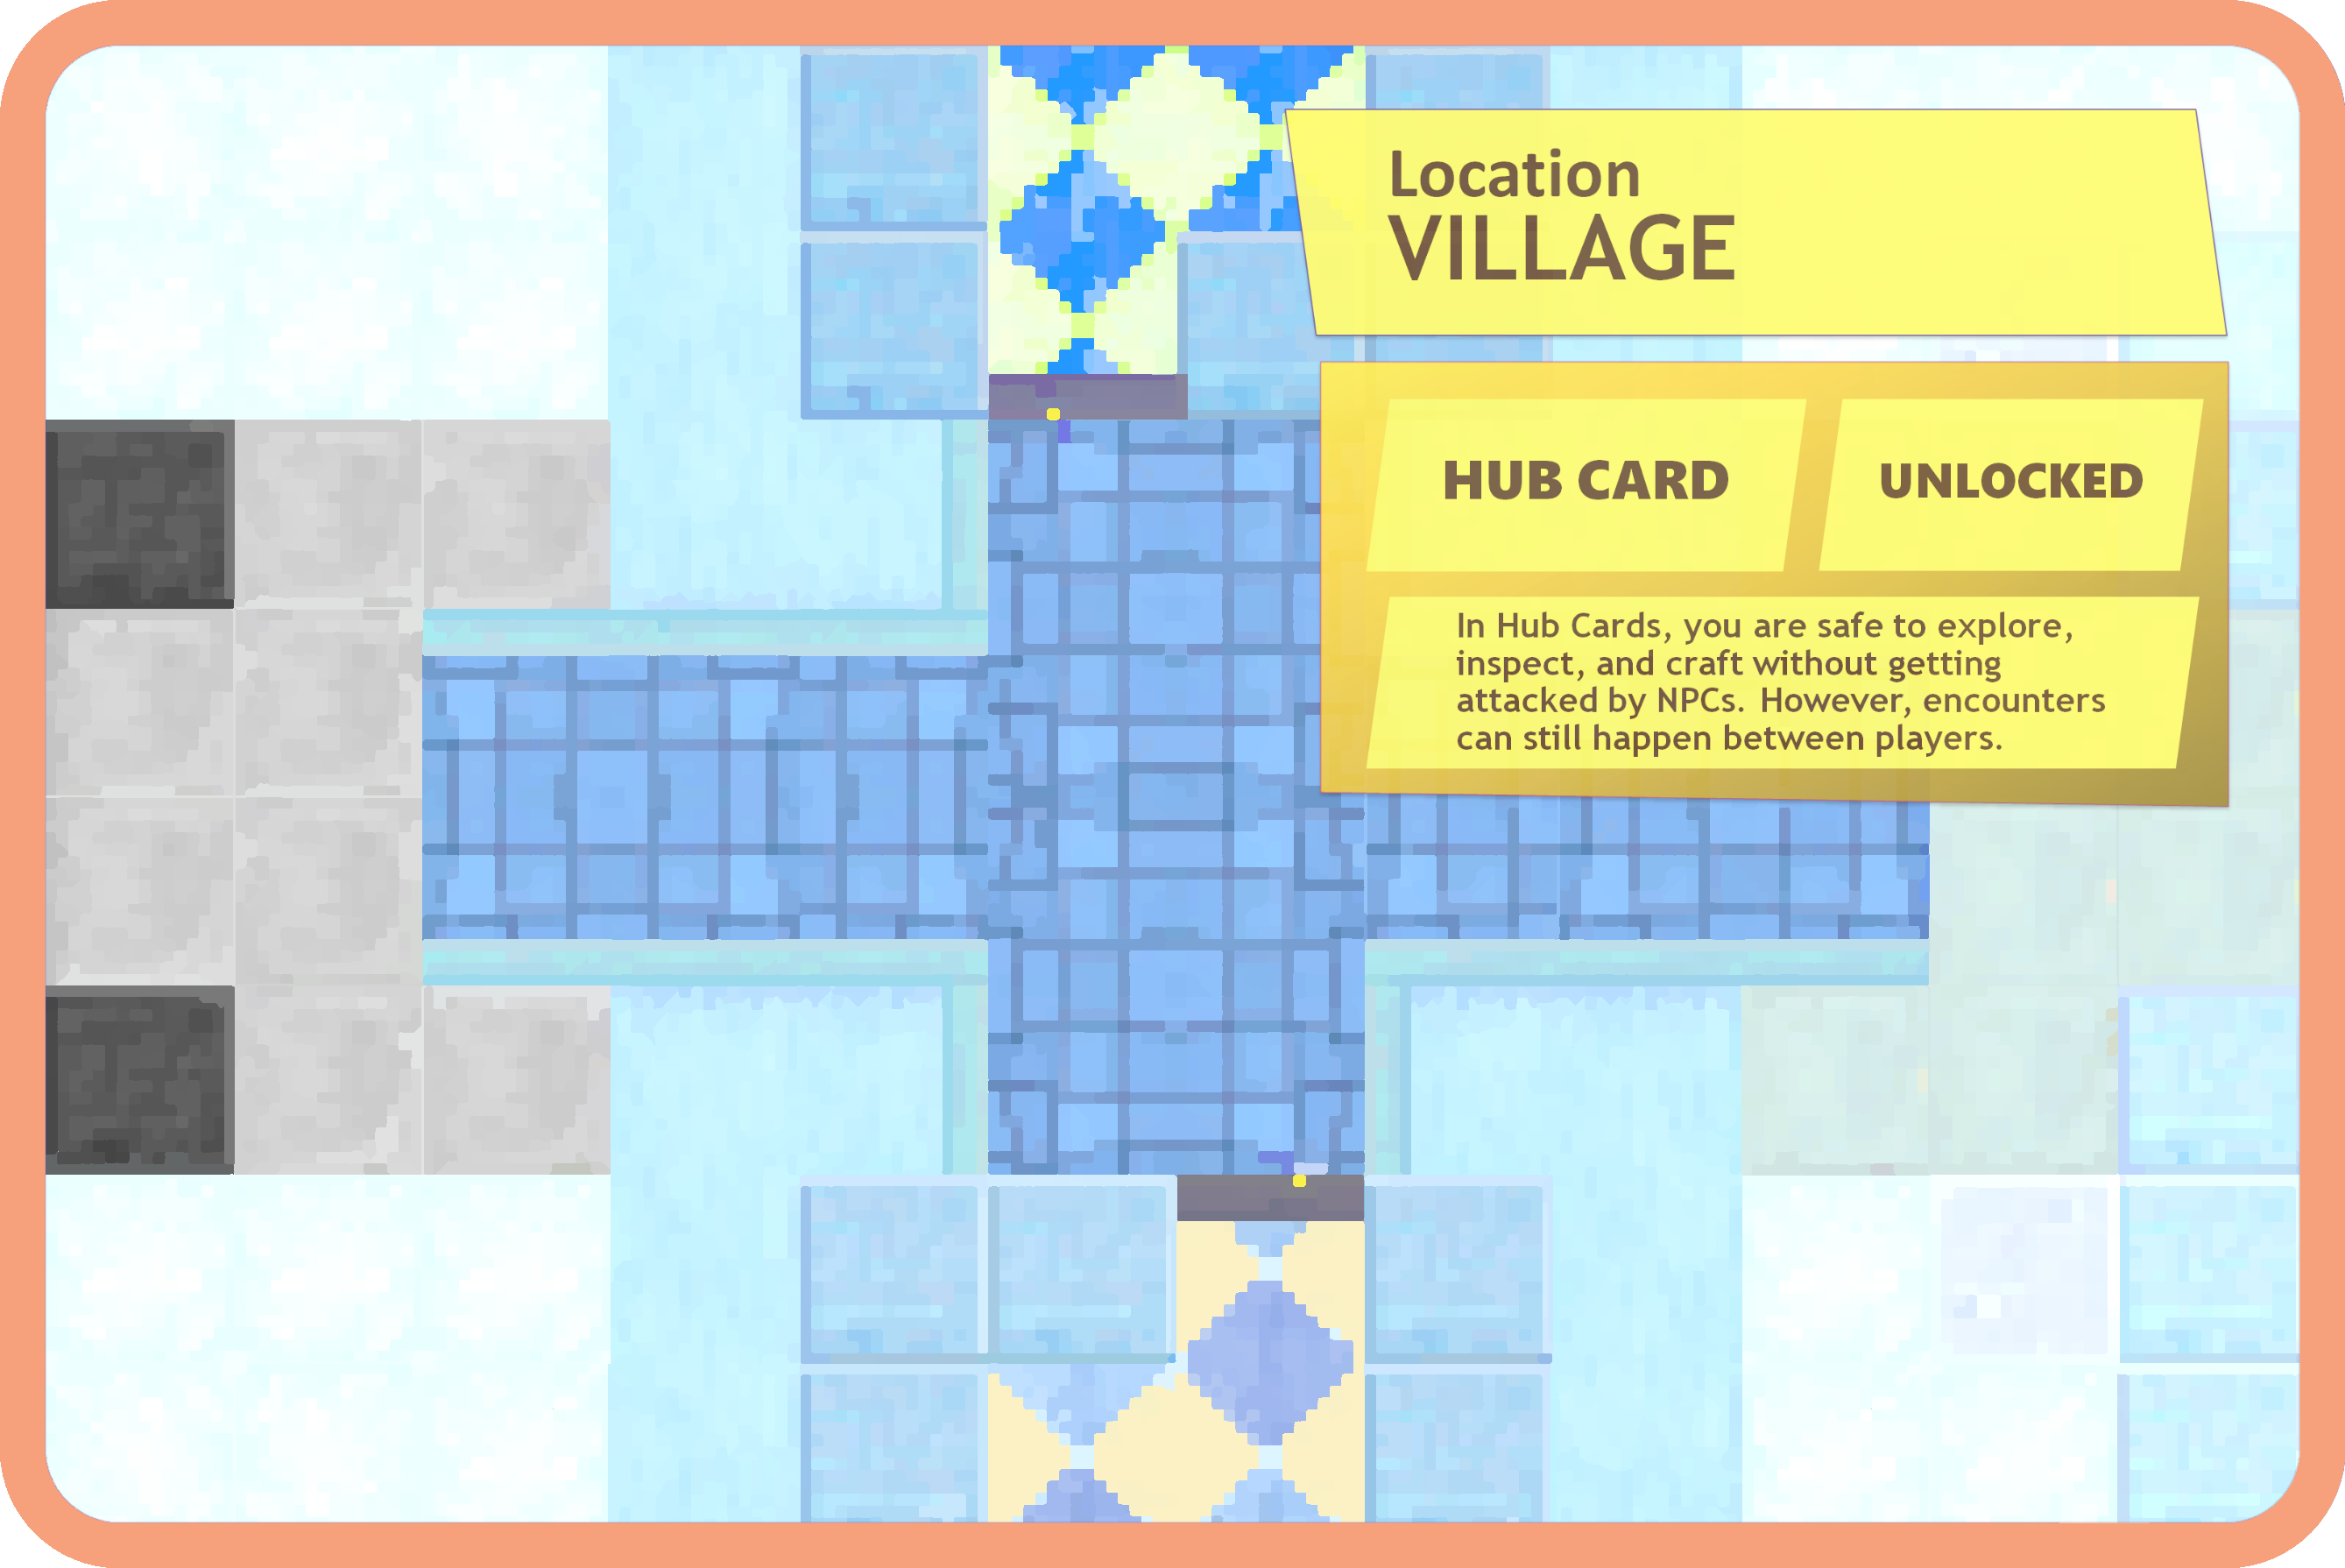 Location
VILLAGE
HUB CARD
UNLOCKED
In Hub Cards, you are safe to explore,
inspect, and craft without getting
attacked by NPCs. However, encounters
can still happen between players.